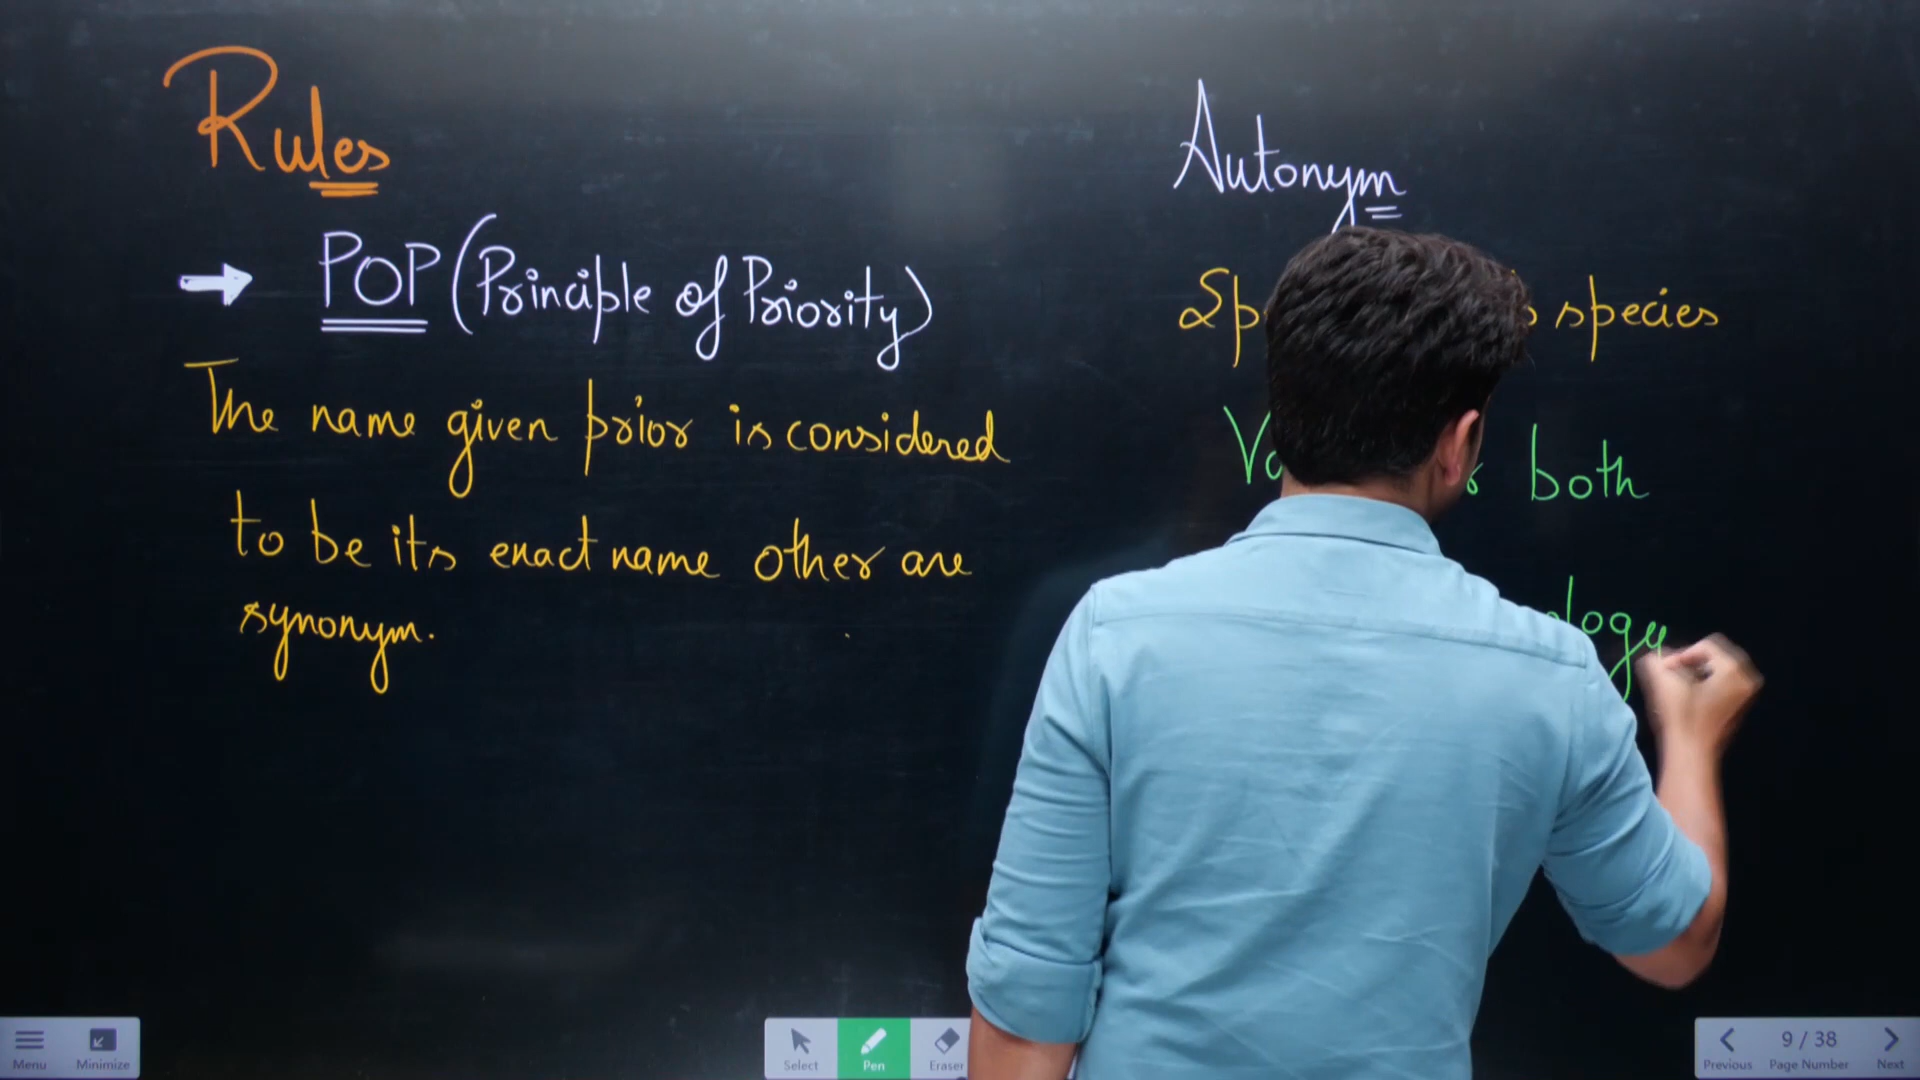 Rules
POP (Principle of Priority)
The name given prior is considered
to be its enact name other are
synonym.
Autonym
species
both
Menu
Minimize
Select
Pen
Eraser
9 / 38
Previous
Page Number
Next